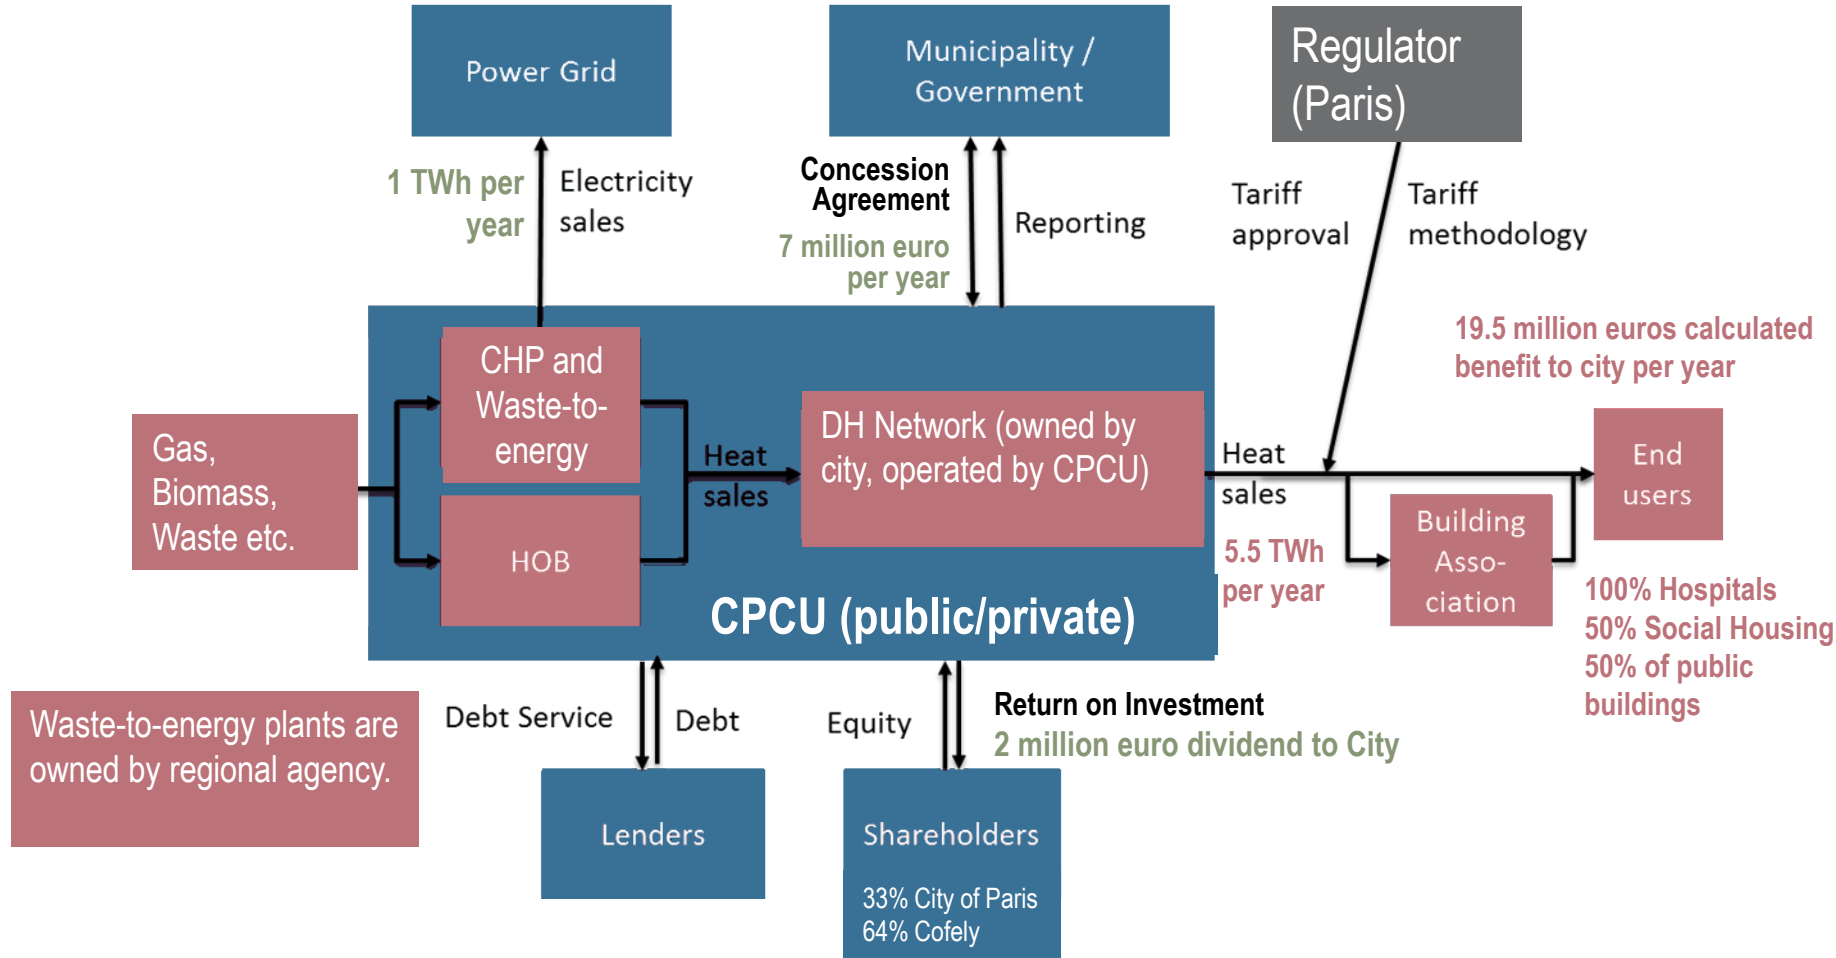 Power Grid
Municipality /
Government
Regulator
(Paris)
1 TWh per
year
Electricity
sales
Concession
Agreement
7 million euro
per year
Reporting
Tariff
approval
Tariff
methodology
19.5 million euros calculated
benefit to city per year
Gas,
Biomass,
Waste etc.
CHP and
Waste-to-
energy
HOB
Heat
sales
DH Network (owned by
city, operated by CPCU)
CPCU (public/private)
Heat
sales
5.5 TWh
per year
Building
Asso-
ciation
End
users
100% Hospitals
50% Social Housing
50% of public
buildings
Waste-to-energy plants are
owned by regional agency.
Debt Service
Debt
Equity
Return on Investment
2 million euro dividend to City
Lenders
Shareholders
33% City of Paris
64% Cofely